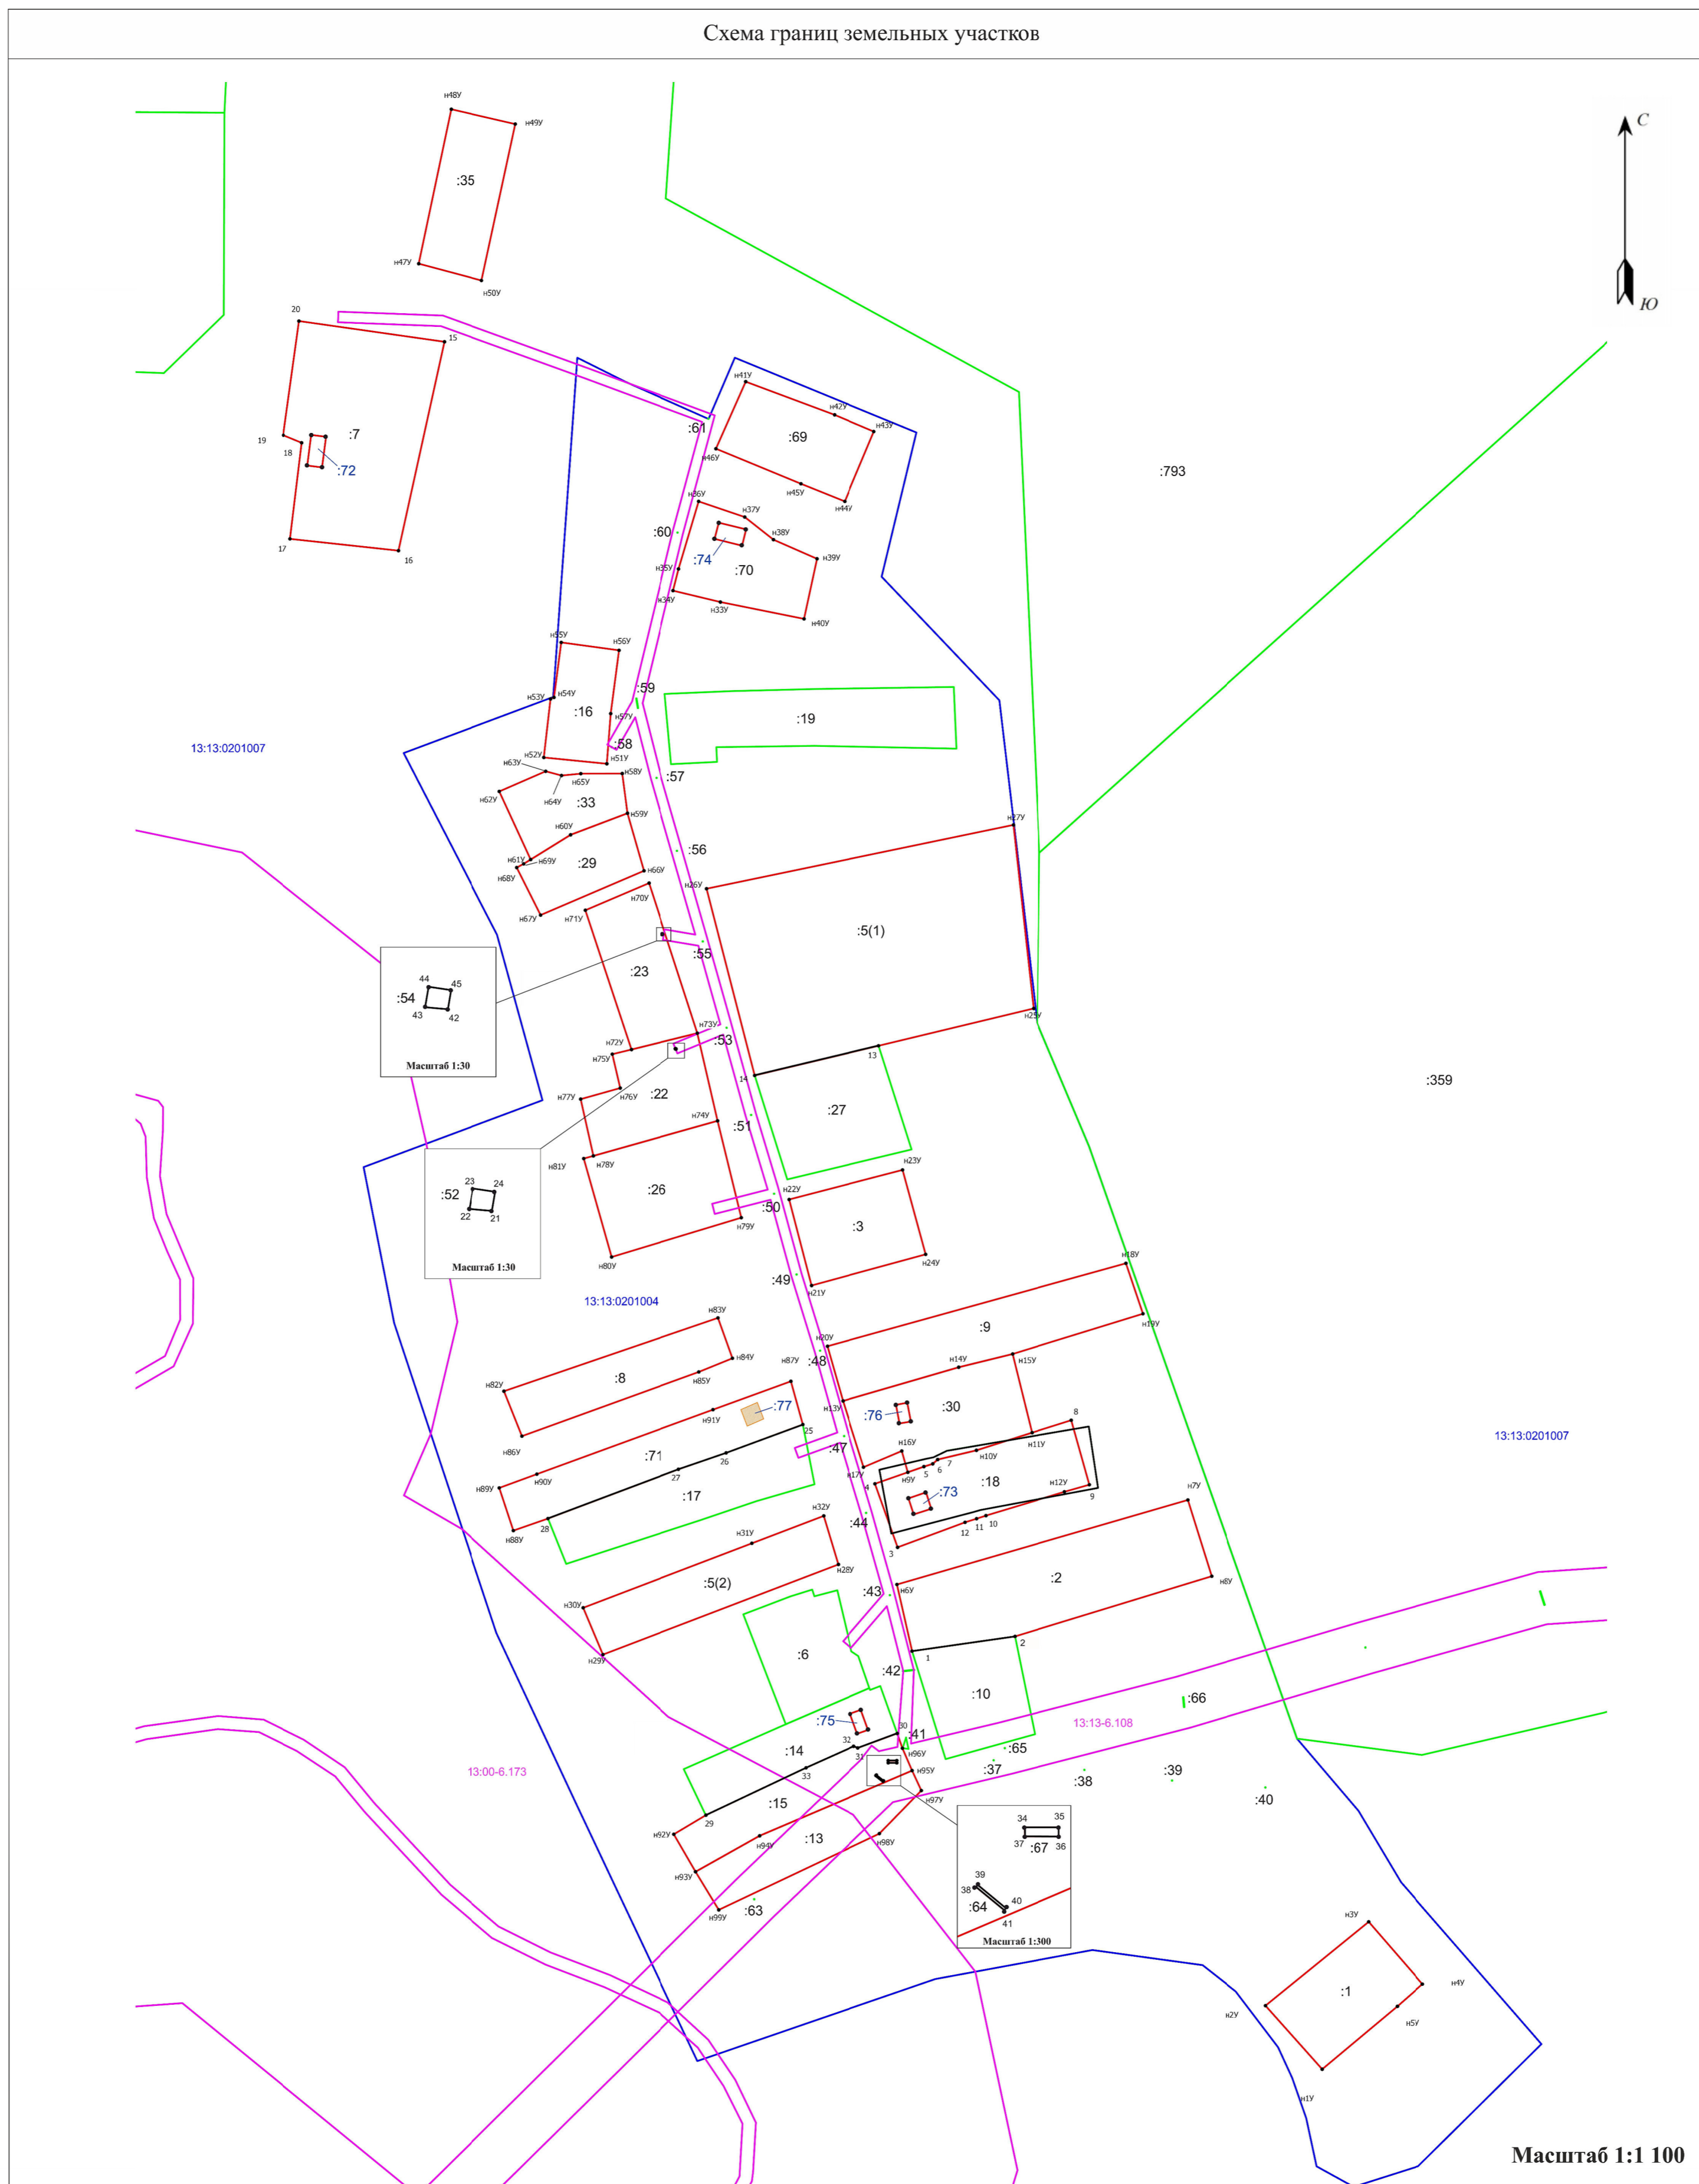 Схема границ земельных участков
н48У
С
н49У
:35
н47У
н50У
Ю
20
15
н41У
н42У
:61
н43У
19
:7
:69
18
н46У
:72
:793
н45У
н36У
н44У
н37У
:60
н38У
17
16
:74
н39У
н35У
:70
н34У
н33У
н40У
н55У
н56У
:59
н53У
н54У
:16
н57У
:19
:58
13:13:0201007
н52У
н51У
н63У
н58У
:57
н65У
н62У
н64У
:33
н59У
н27У
н60У
:56
н61У
н69У
:29
н68У
н66У
н26У
н70У
н67У
н71У
:5(1)
:55
:23
44
45
:54
43
42
н25У
н73У
:53
н72У
13
н75У
Масштаб 1:30
14
:359
н77У
н76У
:22
:27
н74У
:51
н81У
н78У
н23У
23
24
:52
:26
н22У
22
21
:50
н79У
:3
н80У
н18У
Масштаб 1:30
н24У
:49
н21У
13:13:0201004
н83У
н19У
:9
н20У
н84У
:48
н87У
н14У
н15У
:8
н85У
н82У
:77
н13У
:30
н91У
:76
8
25
13:13:0201007
н86У
:47
н16У
н11У
26
:71
н10У
27
н17У
7
н90У
5
6
н9У
:18
н89У
4
н12У
:17
:73
9
н7У
н32У
:44
10
28
11
12
н88У
н31У
3
н28У
:5(2)
:2
н8У
:43
н6У
н30У
2
:6
1
н29У
:42
:10
:66
:75
13:13-6.108
30
:41
32
:65
:14
31
н96У
:37
33
н95У
:38
:39
13:00-6.173
н97У
:40
:15
29
34
35
н92У
:13
н98У
37
36
н94У
:67
н93У
39
38
40
:64
н99У
:63
41
н3У
Масштаб 1:300
н4У
:1
н2У
н5У
н1У
Масштаб 1:1 100